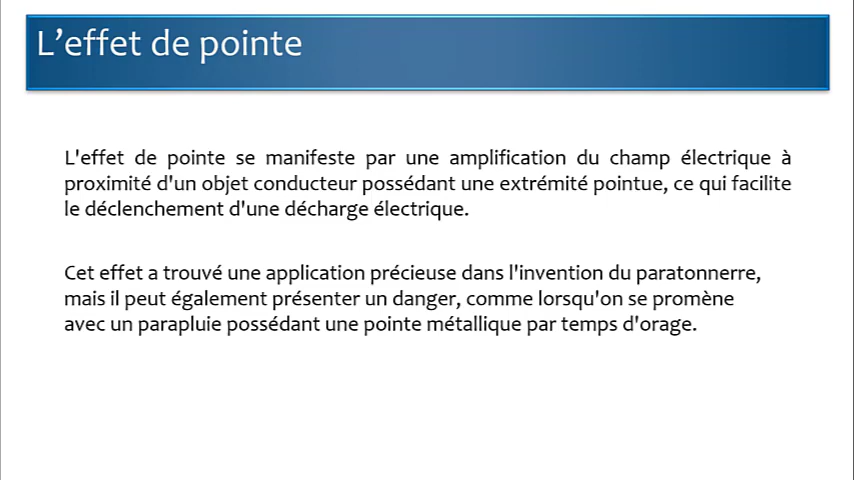 L’effet de pointe
L'effet de pointe se manifeste par une amplification du champ électrique à
proximité d'un objet conducteur possédant une extrémité pointue, ce qui facilite
le déclenchement d'une décharge électrique.
Cet effet a trouvé une application précieuse dans l'invention du paratonnerre,
mais il peut également présenter un danger, comme lorsqu'on se promène
avec un parapluie possédant une pointe métallique par temps d'orage.